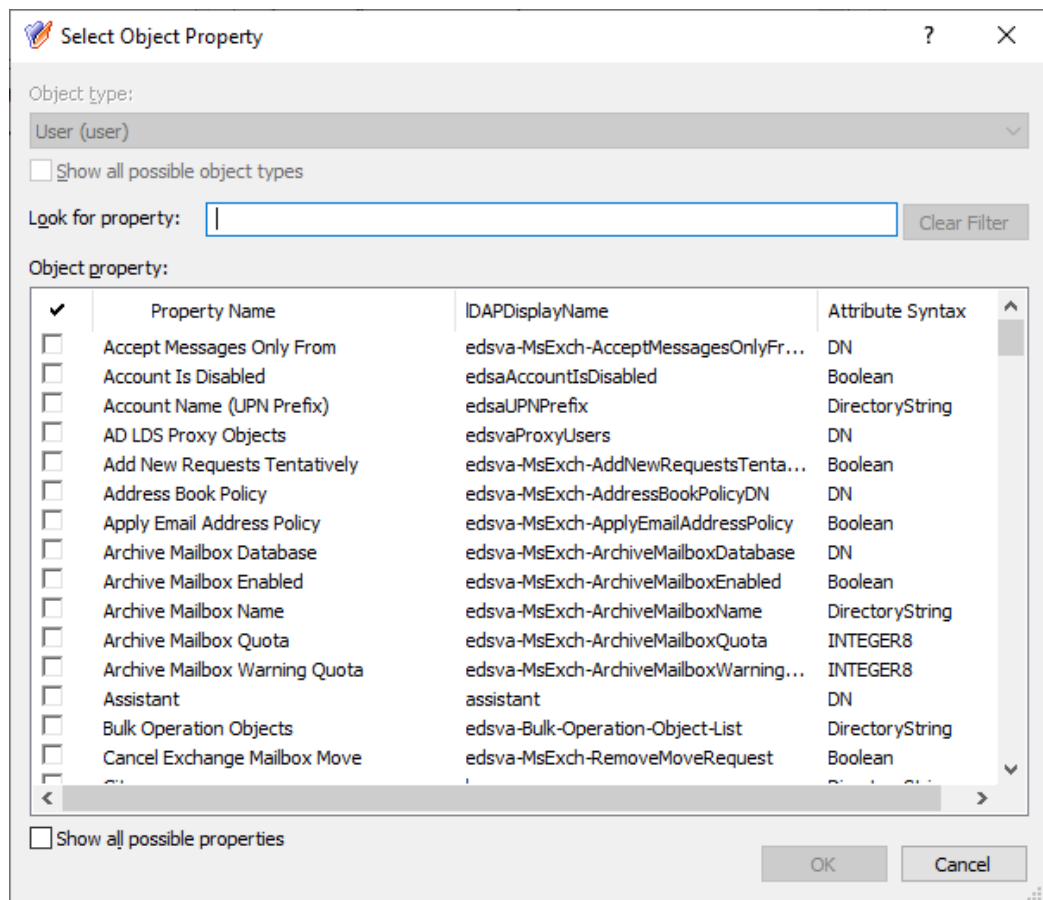 Select Object Property
?
Object type:
User (user)
Show all possible object types
Look for property:
Clear Filter
Object property:
Property Name lDAPDisplayName Attribute Syntax
Accept Messages Only From edsva-MsExch-AcceptMessagesOnlyFr... DN
Account Is Disabled edsaAccountIsDisabled Boolean
Account Name (UPN Prefix) edsaUPNPrefix DirectoryString
AD LDS Proxy Objects edsvaProxyUsers DN
Add New Requests Tentatively edsva-MsExch-AddNewRequestsTenta... Boolean
Address Book Policy edsva-MsExch-AddressBookPolicyDN DN
Apply Email Address Policy edsva-MsExch-ApplyEmailAddressPolicy Boolean
Archive Mailbox Database edsva-MsExch-ArchiveMailboxDatabase DN
Archive Mailbox Enabled edsva-MsExch-ArchiveMailboxEnabled Boolean
Archive Mailbox Name edsva-MsExch-ArchiveMailboxName DirectoryString
Archive Mailbox Quota edsva-MsExch-ArchiveMailboxQuota INTEGER8
Archive Mailbox Warning Quota edsva-MsExch-ArchiveMailboxWarning... INTEGER8
Assistant assistant DN
Bulk Operation Objects edsva-Bulk-Operation-Object-List DirectoryString
Cancel Exchange Mailbox Move edsva-MsExch-RemoveMoveRequest Boolean
Show all possible properties
OK
Cancel